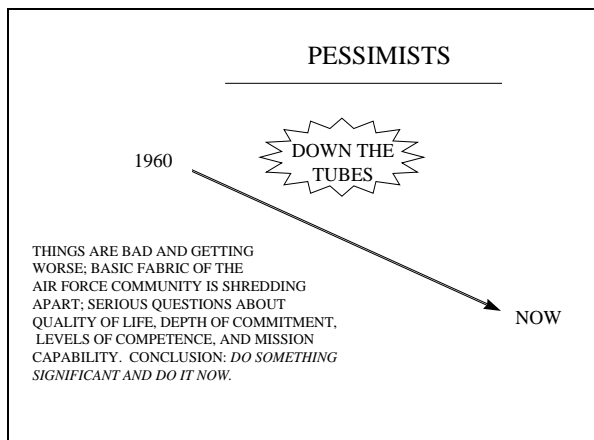 PESSIMISTS
DOWN THE
TUBES
1960
THINGS ARE BAD AND GETTING
WORSE; BASIC FABRIC OF THE
AIR FORCE COMMUNITY IS SHREDDING
APART; SERIOUS QUESTIONS ABOUT
QUALITY OF LIFE, DEPTH OF COMMITMENT,
LEVELS OF COMPETENCE, AND MISSION
CAPABILITY. CONCLUSION: DO SOMETHING
SIGNIFICANT AND DO IT NOW.
NOW